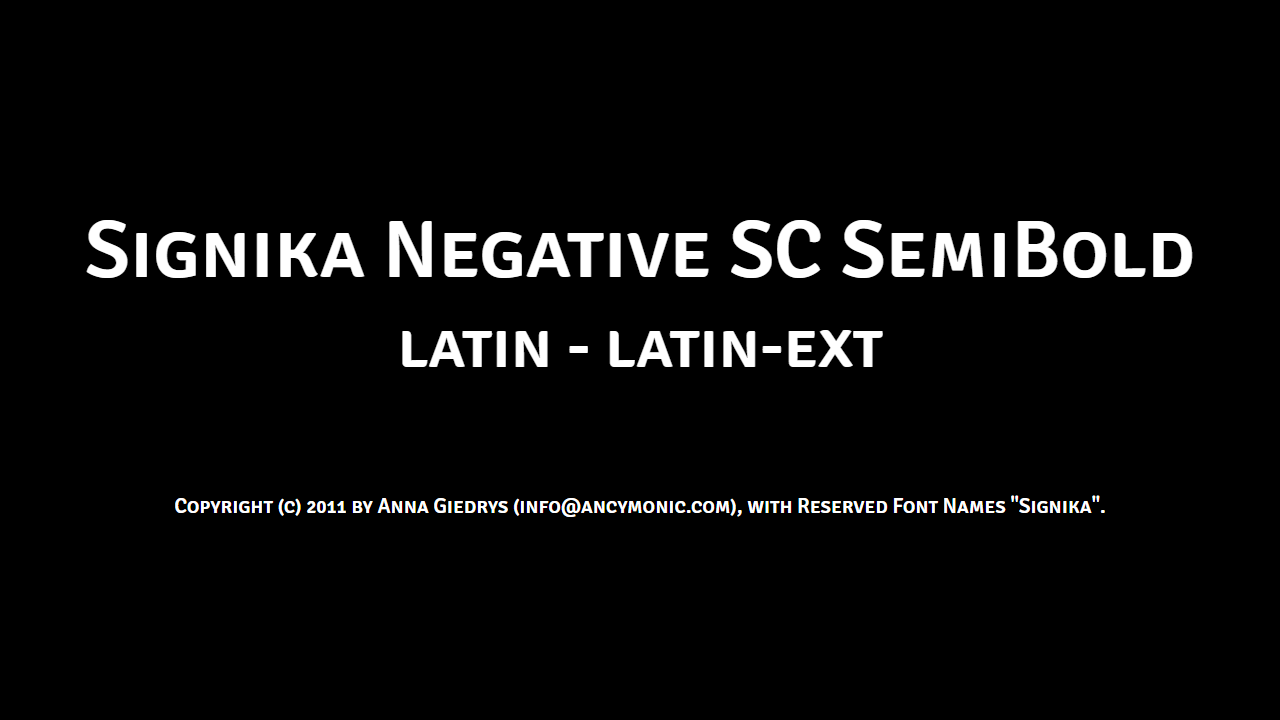 Signika Negative SC SemiBold
latin - latin-ext
Copyright (c) 2011 by Anna Giedrys (info@ancymonic.com), with Reserved Font Names "Signika".